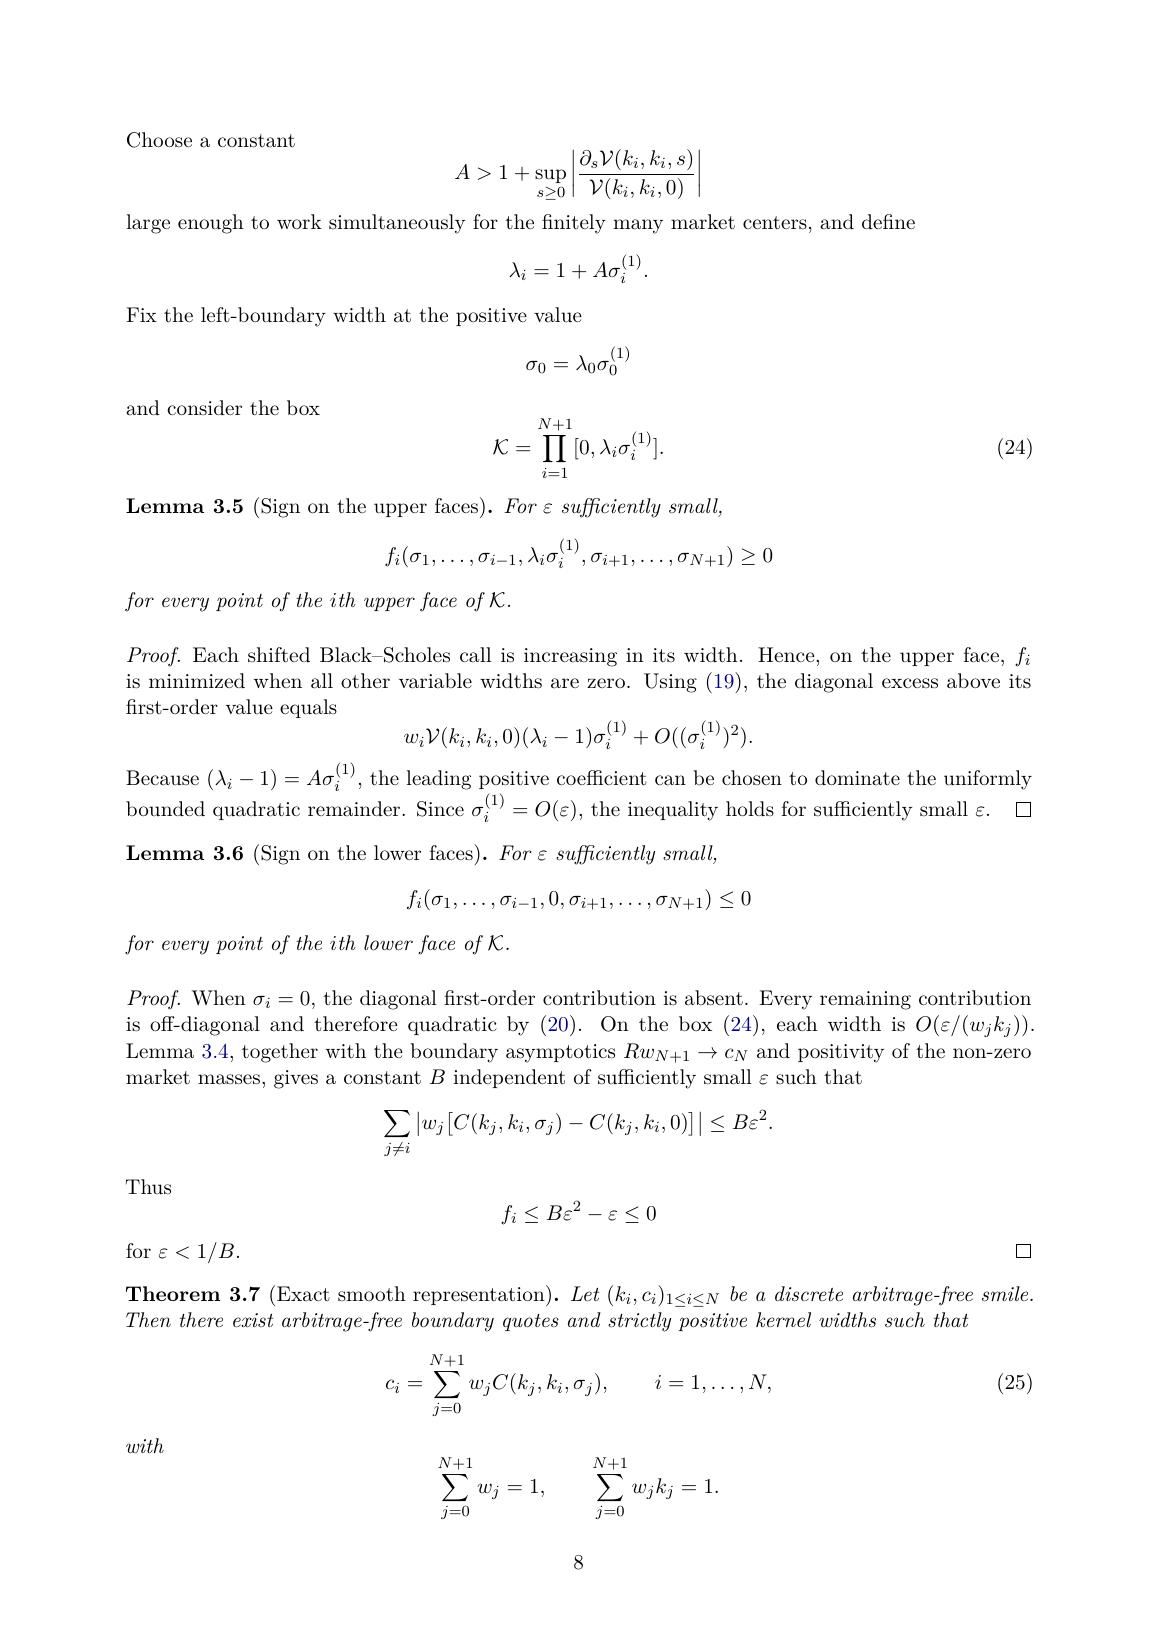 Choose a constant
A > 1 + sup_{s≥0} | ∂_s𝒱(k_i, k_i, s) / 𝒱(k_i, k_i, 0) |
large enough to work simultaneously for the finitely many market centers, and define
λ_i = 1 + Aσ_i^{(1)}.
Fix the left-boundary width at the positive value
σ_0 = λ_0σ_0^{(1)}
and consider the box
𝒦 = ∏_{i=1}^{N+1} [0, λ_iσ_i^{(1)}]. (24)
Lemma 3.5 (Sign on the upper faces). For ε sufficiently small,
f_i(σ_1, . . . , σ_{i−1}, λ_iσ_i^{(1)}, σ_{i+1}, . . . , σ_{N+1}) ≥ 0
for every point of the ith upper face of 𝒦.
Proof. Each shifted Black–Scholes call is increasing in its width. Hence, on the upper face, f_i
is minimized when all other variable widths are zero. Using (19), the diagonal excess above its
first-order value equals
w_i𝒱(k_i, k_i, 0)(λ_i − 1)σ_i^{(1)} + O((σ_i^{(1)})^2).
Because (λ_i − 1) = Aσ_i^{(1)}, the leading positive coefficient can be chosen to dominate the uniformly
bounded quadratic remainder. Since σ_i^{(1)} = O(ε), the inequality holds for sufficiently small ε. □
Lemma 3.6 (Sign on the lower faces). For ε sufficiently small,
f_i(σ_1, . . . , σ_{i−1}, 0, σ_{i+1}, . . . , σ_{N+1}) ≤ 0
for every point of the ith lower face of 𝒦.
Proof. When σ_i = 0, the diagonal first-order contribution is absent. Every remaining contribution
is off-diagonal and therefore quadratic by (20). On the box (24), each width is O(ε/(w_jk_j)).
Lemma 3.4, together with the boundary asymptotics Rw_{N+1} → c_N and positivity of the non-zero
market masses, gives a constant B independent of sufficiently small ε such that
∑_{j≠i} |w_j[C(k_j, k_i, σ_j) − C(k_j, k_i, 0)]| ≤ Bε^2.
Thus
f_i ≤ Bε^2 − ε ≤ 0
for ε < 1/B. □
Theorem 3.7 (Exact smooth representation). Let (k_i, c_i)_{1≤i≤N} be a discrete arbitrage-free smile.
Then there exist arbitrage-free boundary quotes and strictly positive kernel widths such that
c_i = ∑_{j=0}^{N+1} w_jC(k_j, k_i, σ_j), i = 1, . . . , N, (25)
with
∑_{j=0}^{N+1} w_j = 1, ∑_{j=0}^{N+1} w_jk_j = 1.
8